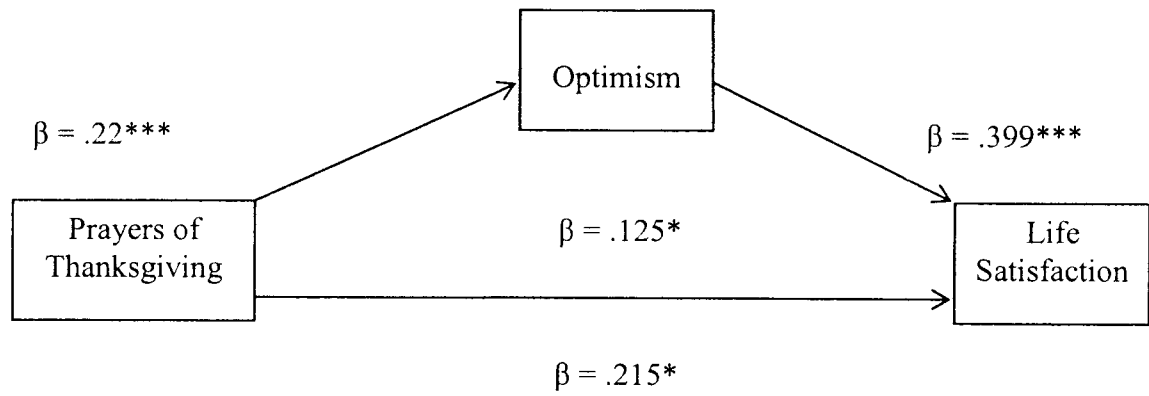 Optimism
β = .22***
β = .399***
Prayers of
Thanksgiving
β = .125*
Life
Satisfaction
β = .215*